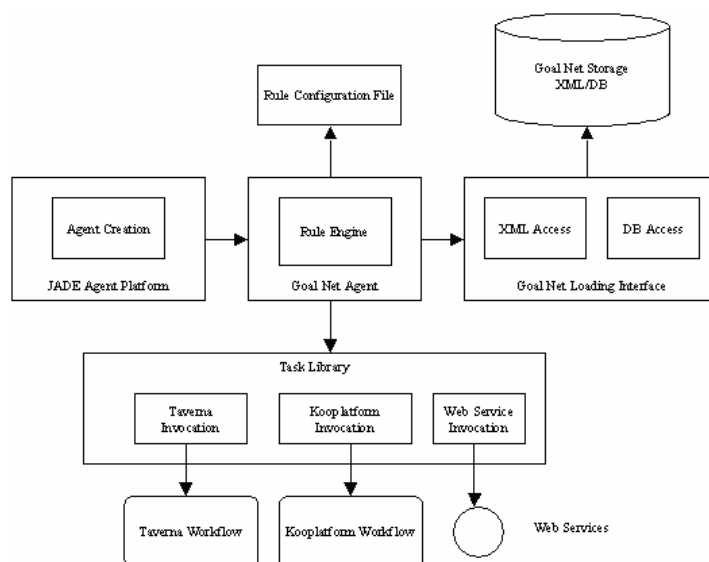 Goal Net Storage
XML/DB
Rule Configuration File
Agent Creation
JADE Agent Platform
Rule Engine
Goal Net Agent
XML Access
DB Access
Goal Net Loading Interface
Task Library
Taverna
Invocation
Kooplatform
Invocation
Web Service
Invocation
Taverna Workflow
Kooplatform Workflow
Web Services